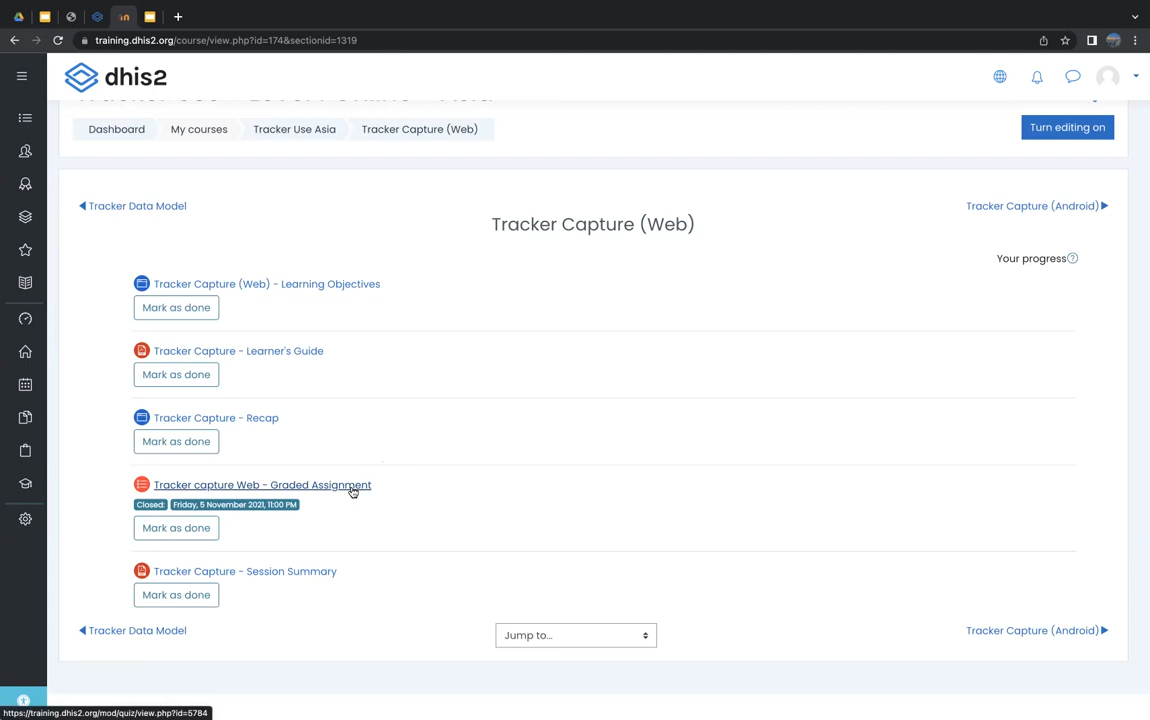 training.dhis2.org/course/view.php?id=174&sectionid=1319
dhis2
Dashboard
My courses
Tracker Use Asia
Tracker Capture (Web)
Turn editing on
Tracker Data Model
Tracker Capture (Android)
Tracker Capture (Web)
Your progress
Tracker Capture (Web) - Learning Objectives
Mark as done
Tracker Capture - Learner's Guide
Mark as done
Tracker Capture - Recap
Mark as done
Tracker capture Web - Graded Assignment
Closed: Friday, 5 November 2021, 11:00 PM
Mark as done
Tracker Capture - Session Summary
Mark as done
Tracker Data Model
Jump to...
Tracker Capture (Android)
https://training.dhis2.org/mod/quiz/view.php?id=5784